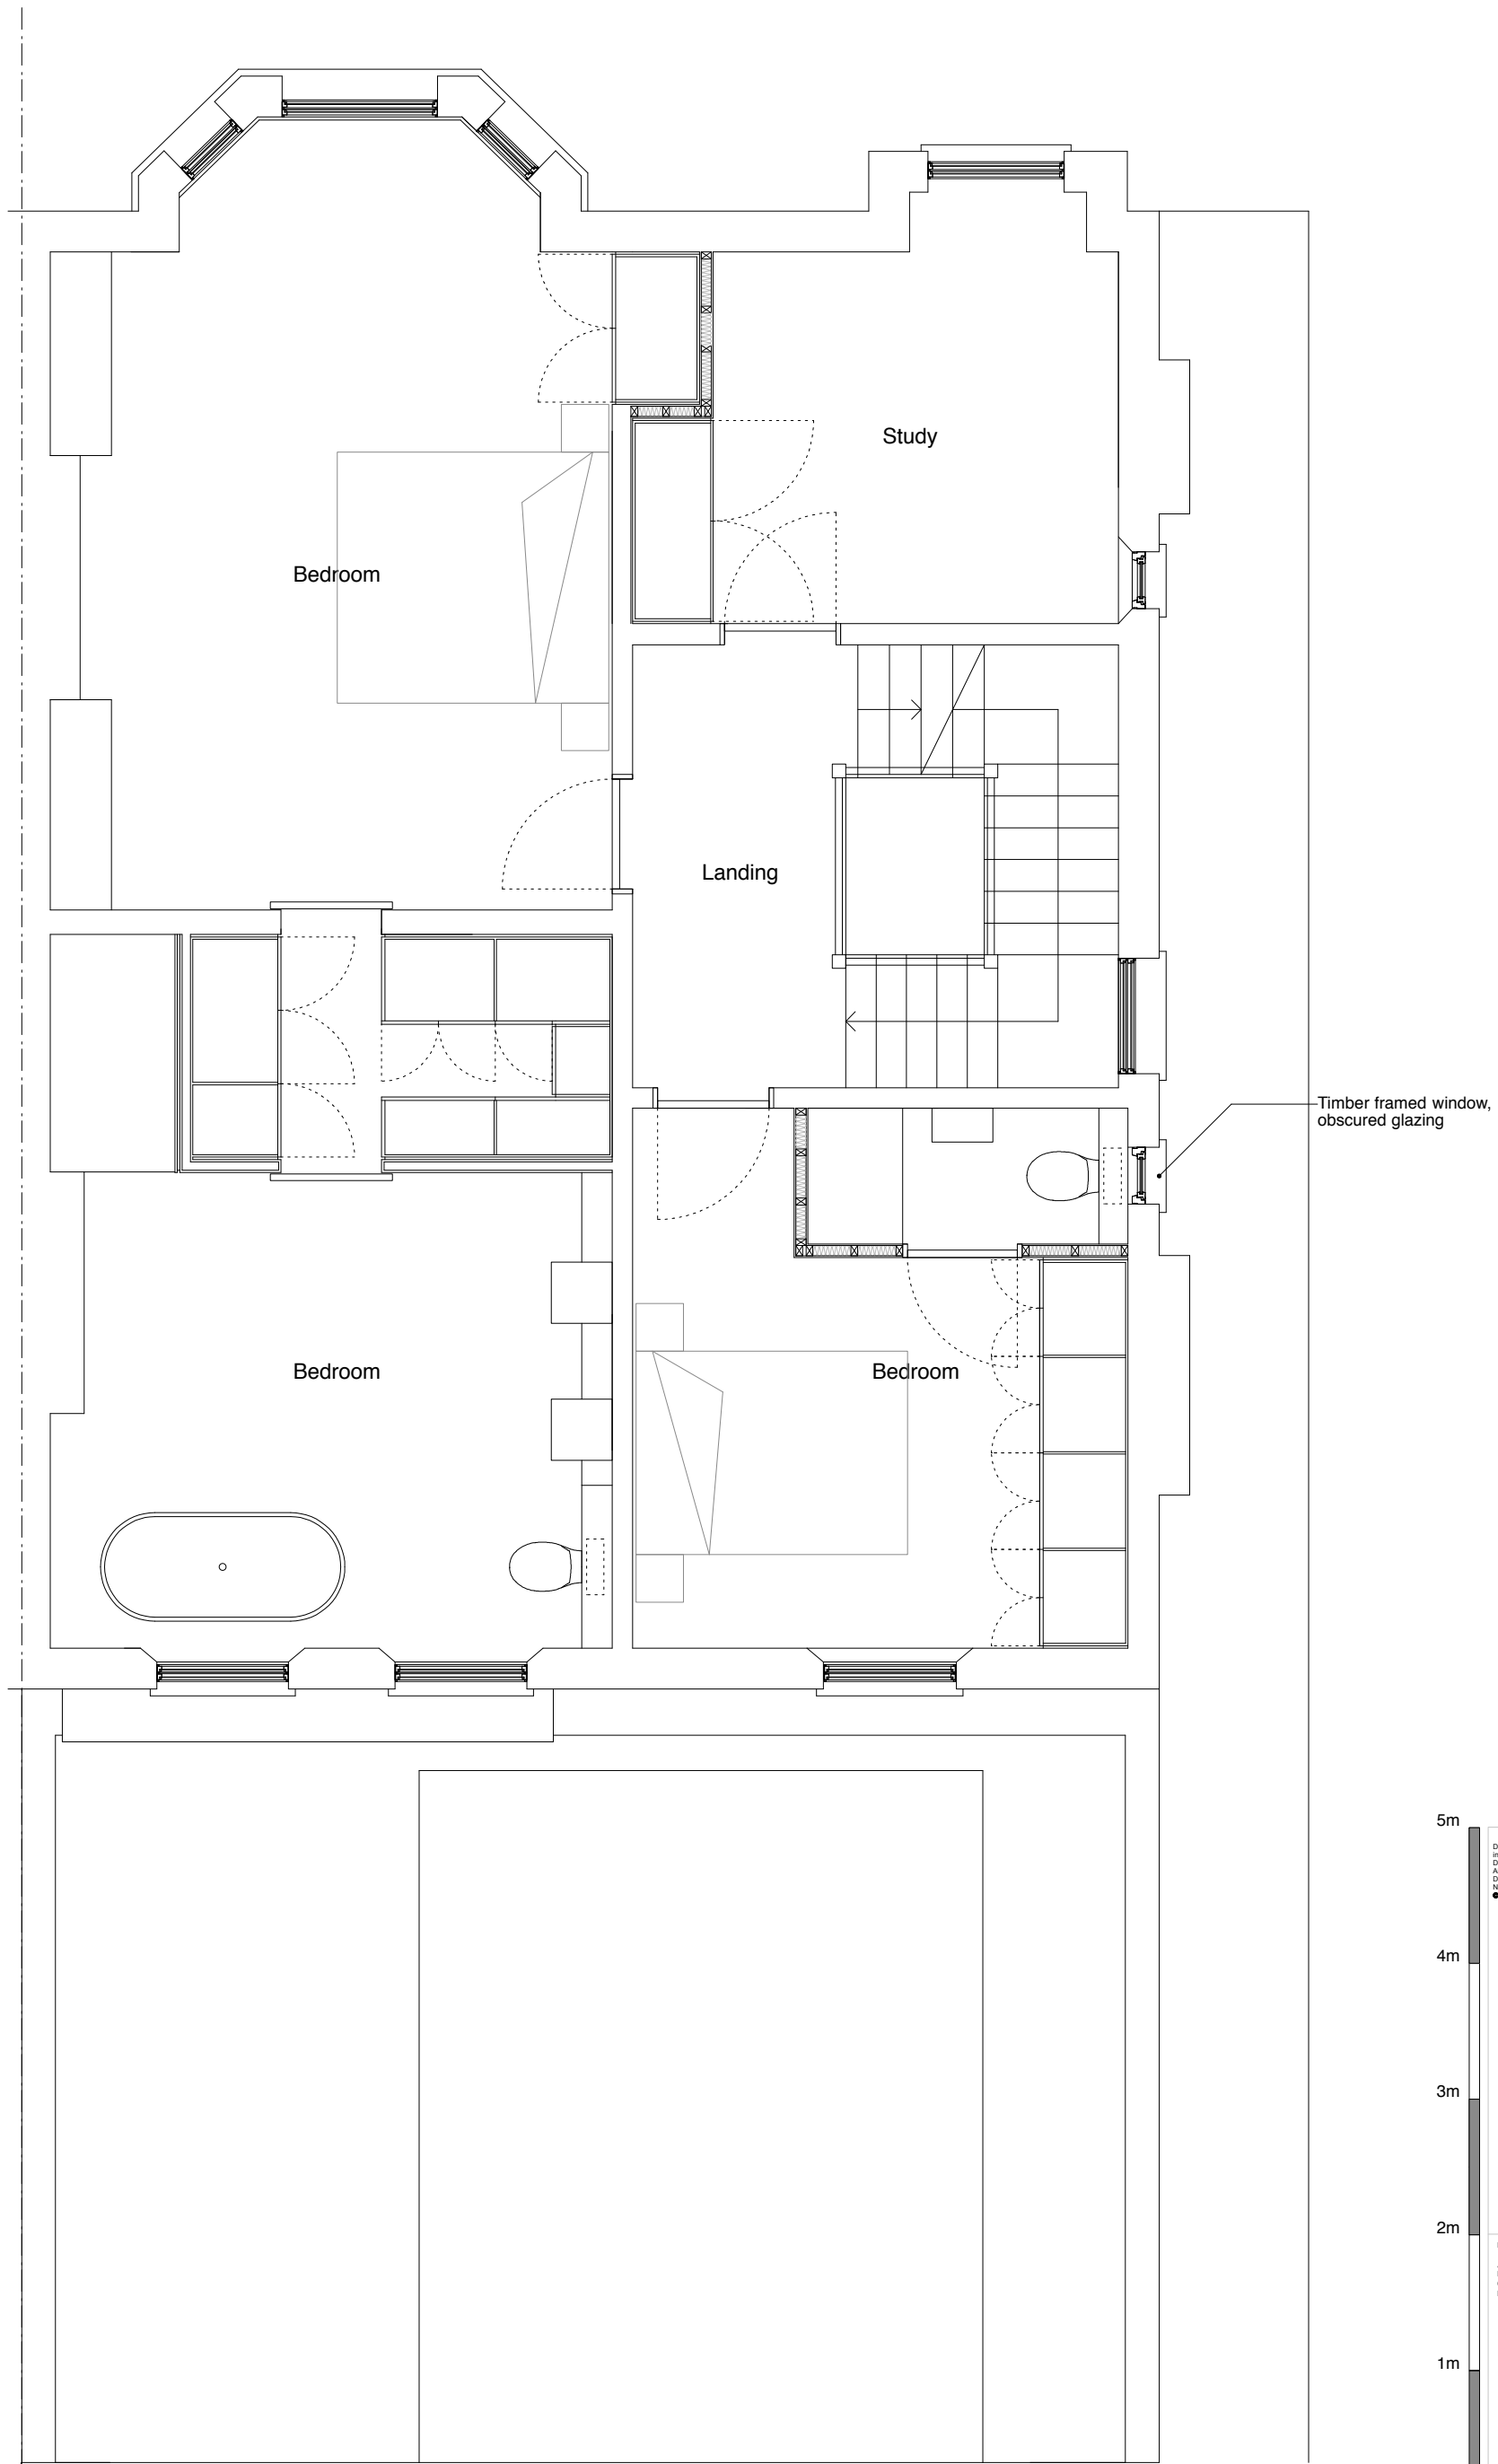 Study
Bedroom
Landing
Timber framed window,
obscured glazing
Bedroom
Bedroom
5m
4m
3m
2m
1m